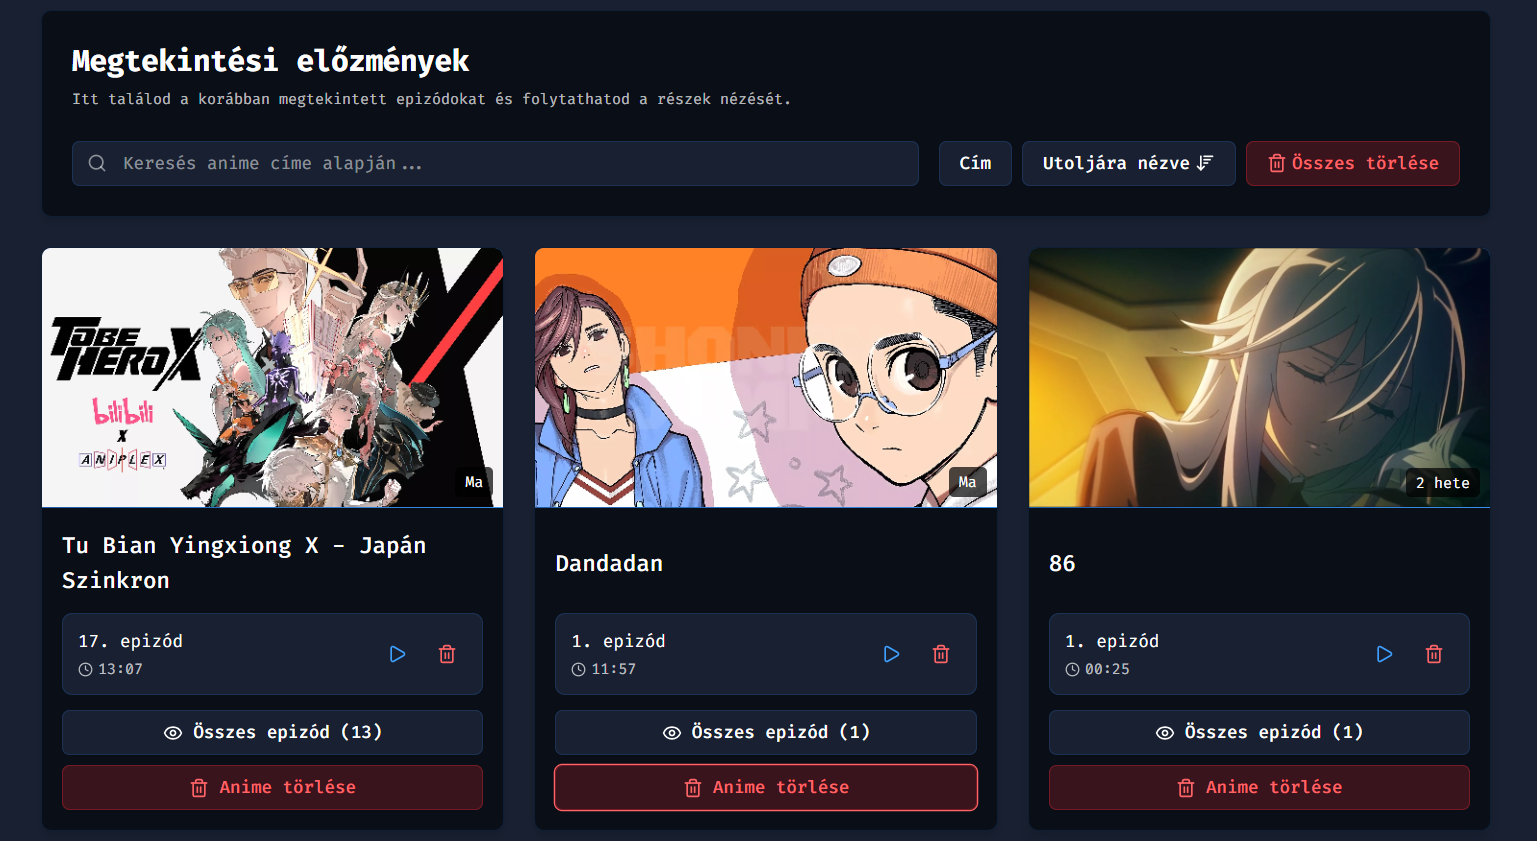 Megtekintési előzmények
Itt találod a korábban megtekintett epizódokat és folytathatod a részek nézését.
Keresés anime címe alapján...
Cím
Utoljára nézve
Összes törlése
TOBE
HERO X
bilibili
X
ANIPLEX
Ma
Ma
2 hete
Tu Bian Yingxiong X - Japán
Szinkron
17. epizód
13:07
Összes epizód (13)
Anime törlése
Dandadan
1. epizód
11:57
Összes epizód (1)
Anime törlése
86
1. epizód
00:25
Összes epizód (1)
Anime törlése